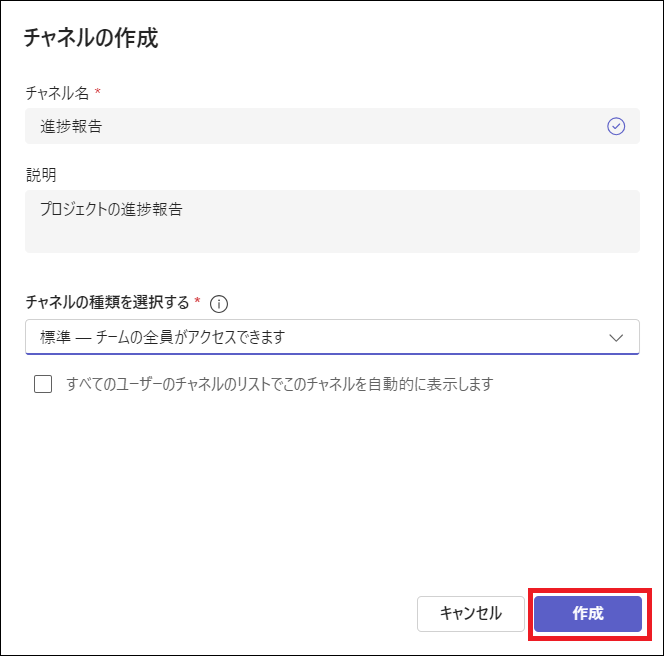 チャネルの作成
チャネル名 *
進捗報告
説明
プロジェクトの進捗報告
チャネルの種類を選択する *
標準 — チームの全員がアクセスできます
すべてのユーザーのチャネルのリストでこのチャネルを自動的に表示します
キャンセル 作成